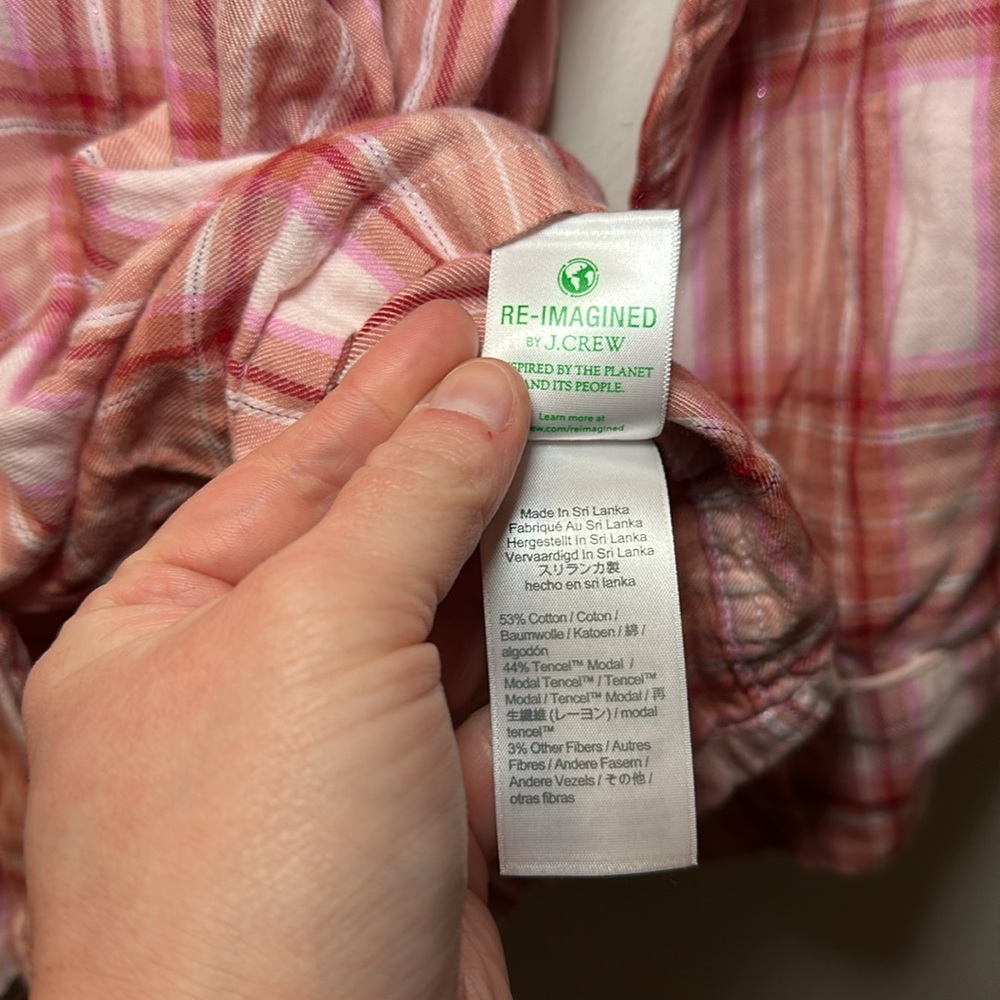 RE-IMAGINED
BY J.CREW
SPIRED BY THE PLANET
AND ITS PEOPLE.
Learn more at
ew.com/reimagined
Made In Sri Lanka
Fabriqué Au Sri Lanka
Hergestellt In Sri Lanka
Vervaardigd In Sri Lanka
スリランカ製
hecho en sri lanka
53% Cotton / Coton /
Baumwolle / Katoen / 綿 /
algodón
44% Tencel™ Modal /
Modal Tencel™ / Tencel™
Modal / Tencel™ Modal / 再
生繊維 (レーヨン) / modal
tencel™
3% Other Fibers / Autres
Fibres / Andere Fasern /
Andere Vezels / その他 /
otras fibras